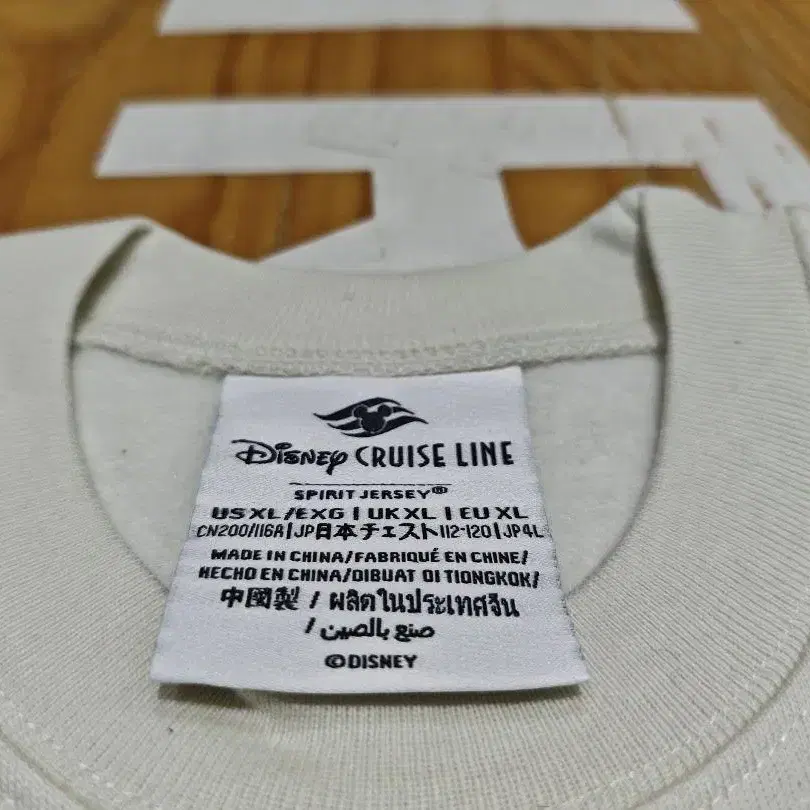 Disney CRUISE LINE
SPIRIT JERSEY®
US XL/EXG | UK XL | EU XL
CN200/116A|JP日本チェスト112-120|JP4L
MADE IN CHINA/FABRIQUÉ EN CHINE/
HECHO EN CHINA/DIBUAT DI TIONGKOK/
中國製 / ผลิตในประเทศจีน
/ صنع بالصين
©DISNEY